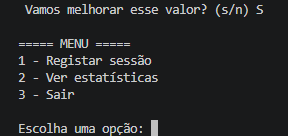 Vamos melhorar esse valor? (s/n) S
===== MENU =====
1 - Registar sessão
2 - Ver estatísticas
3 - Sair
Escolha uma opção: